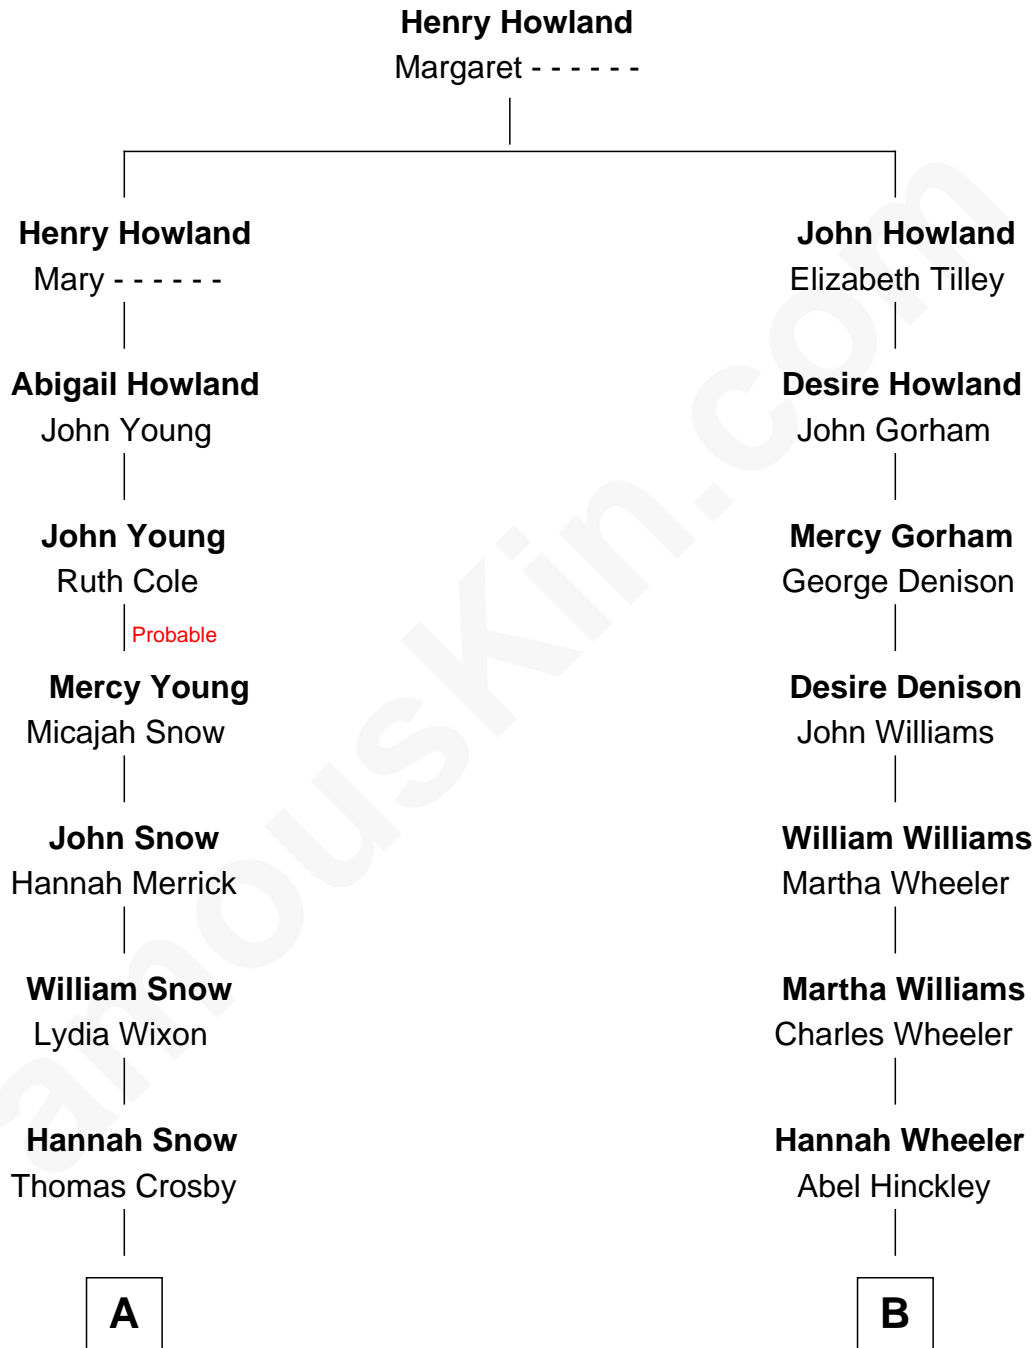 Henry Howland
Margaret - - - - - -
Henry Howland
Mary - - - - - -
Abigail Howland
John Young
John Young
Ruth Cole
Probable
Mercy Young
Micajah Snow
John Snow
Hannah Merrick
William Snow
Lydia Wixon
Hannah Snow
Thomas Crosby
A
John Howland
Elizabeth Tilley
Desire Howland
John Gorham
Mercy Gorham
George Denison
Desire Denison
John Williams
William Williams
Martha Wheeler
Martha Williams
Charles Wheeler
Hannah Wheeler
Abel Hinckley
B
amousKin.com